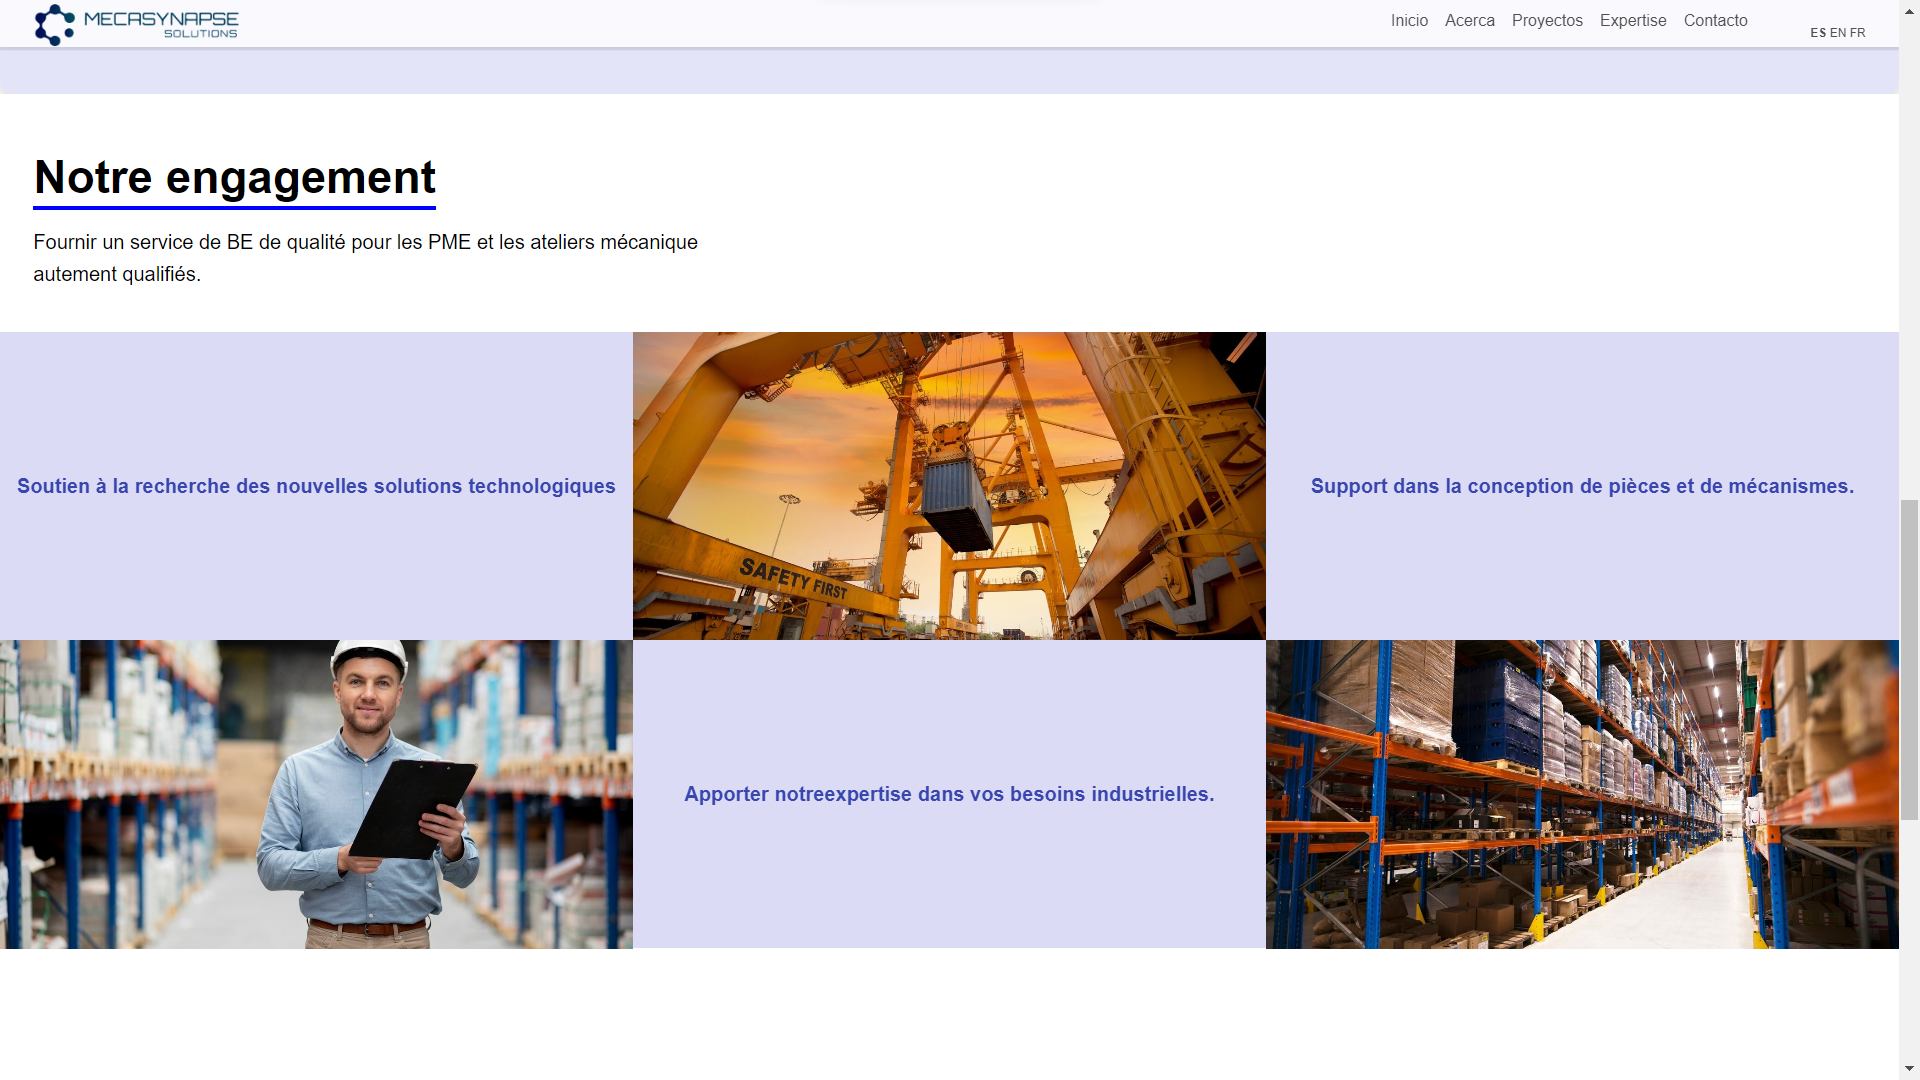 MECASYNAPSE
SOLUTIONS
Inicio Acerca Proyectos Expertise Contacto
ES EN FR
Notre engagement
Fournir un service de BE de qualité pour les PME et les ateliers mécanique
autement qualifiés.
Soutien à la recherche des nouvelles solutions technologiques
SAFETY FIRST
Support dans la conception de pièces et de mécanismes.
Apporter notreexpertise dans vos besoins industrielles.